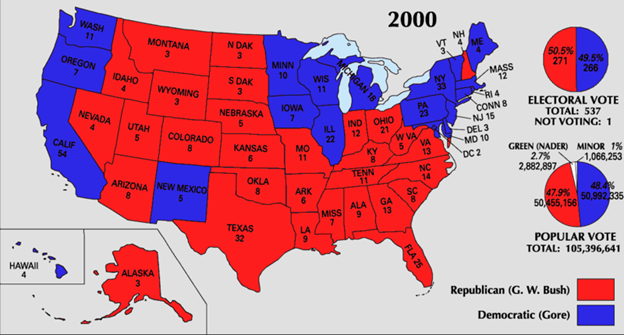 2000
WASH
11
OREGON
7
CALIF
54
NEVADA
4
IDAHO
4
MONTANA
3
WYOMING
3
UTAH
5
ARIZONA
8
COLORADO
8
NEW MEXICO
5
N DAK
3
S DAK
3
NEBRASKA
5
KANSAS
6
OKLA
8
TEXAS
32
MINN
10
IOWA
7
MO
11
ARK
6
LA
9
WIS
11
ILL
22
MICHIGAN 18
IND
12
OHIO
21
KY
8
TENN
11
MISS
7
ALA
9
GA
13
FLA 25
SC
8
NC
14
VA
13
W VA
5
PA
23
NY
33
VT
3
NH
4
ME
4
MASS
12
RI 4
CONN 8
NJ 15
DEL 3
MD 10
DC 2
HAWAII
4
ALASKA
3
50.5%
271
49.5%
266
ELECTORAL VOTE
TOTAL: 537
NOT VOTING: 1
GREEN (NADER)
2.7%
2,882,897
MINOR 1%
1,066,253
47.9%
50,455,156
48.4%
50,992,335
POPULAR VOTE
TOTAL: 105,396,641
Republican (G. W. Bush)
Democratic (Gore)